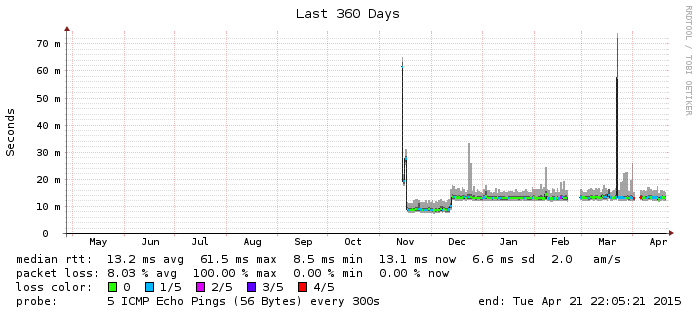 Last 360 Days
RRDTOOL / TOBI OETIKER
Seconds
70 m
60 m
50 m
40 m
30 m
20 m
10 m
0
May Jun Jul Aug Sep Oct Nov Dec Jan Feb Mar Apr
median rtt: 13.2 ms avg 61.5 ms max 8.5 ms min 13.1 ms now 6.6 ms sd 2.0 am/s
packet loss: 8.03 % avg 100.00 % max 0.00 % min 0.00 % now
loss color: 0 1/5 2/5 3/5 4/5
probe: 5 ICMP Echo Pings (56 Bytes) every 300s end: Tue Apr 21 22:05:21 2015